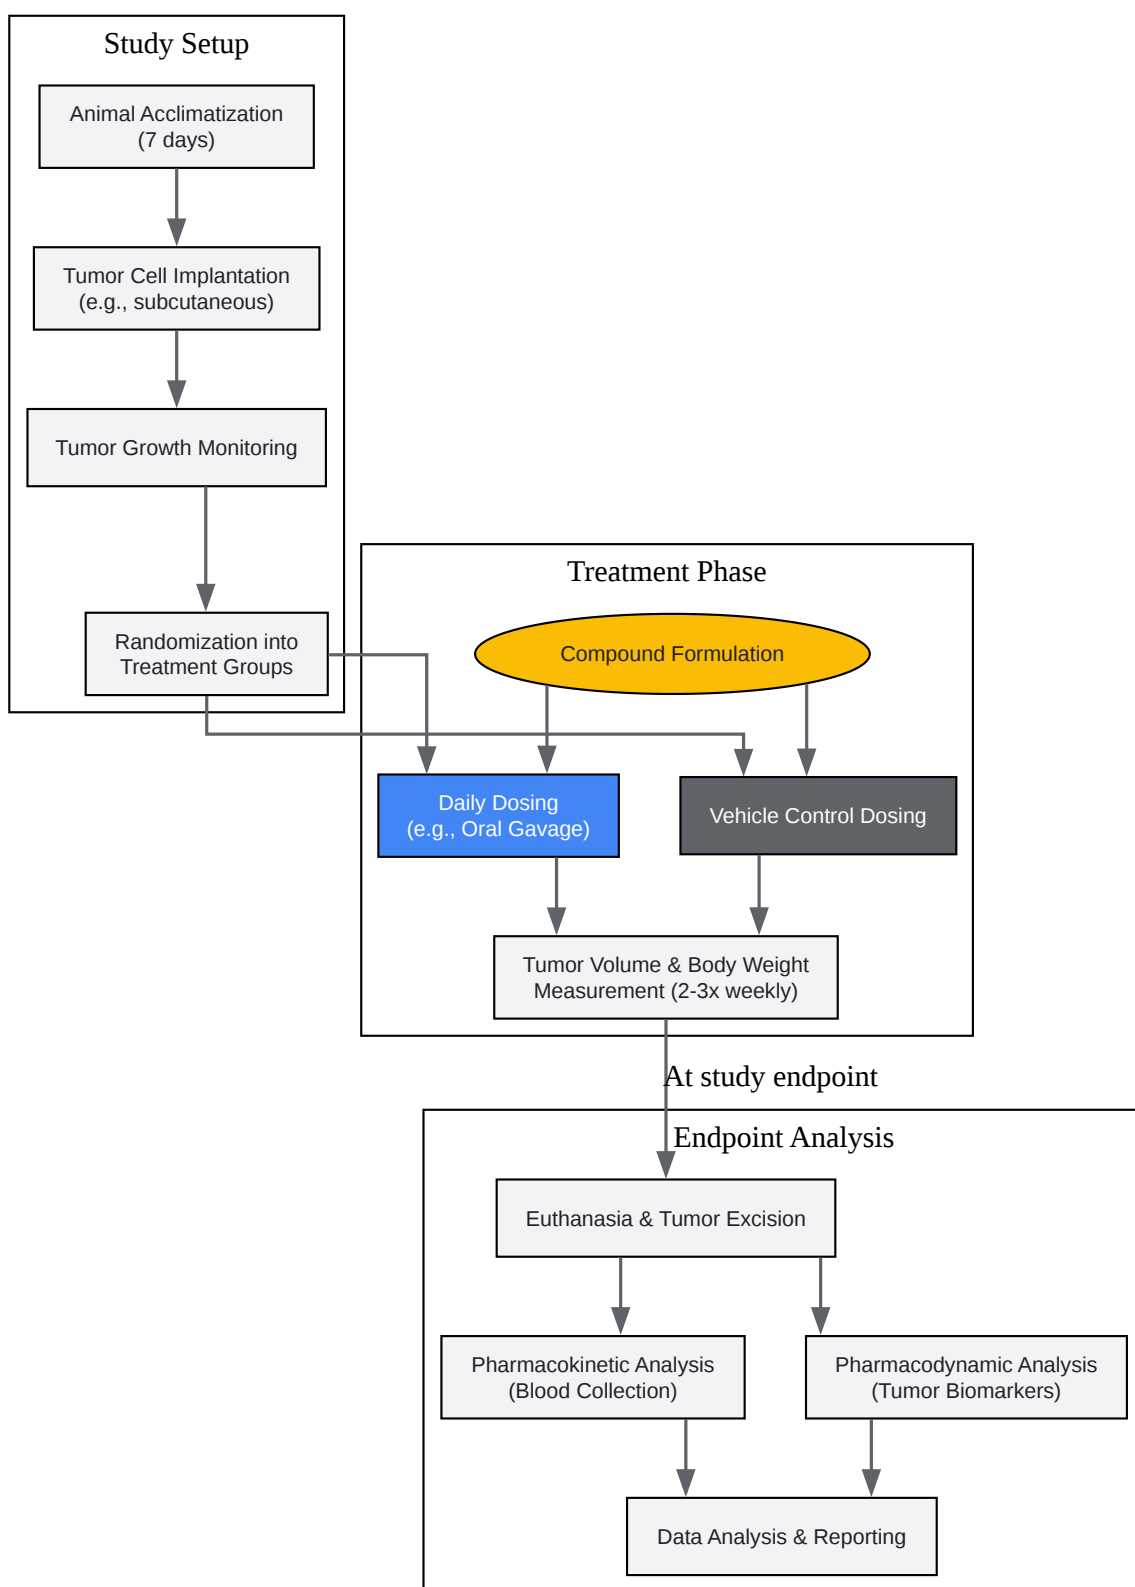 Study Setup
Animal Acclimatization
(7 days)
Tumor Cell Implantation
(e.g., subcutaneous)
Tumor Growth Monitoring
Randomization into
Treatment Groups
Treatment Phase
Compound Formulation
Daily Dosing
(e.g., Oral Gavage)
Vehicle Control Dosing
Tumor Volume & Body Weight
Measurement (2-3x weekly)
At study endpoint
Endpoint Analysis
Euthanasia & Tumor Excision
Pharmacokinetic Analysis
(Blood Collection)
Pharmacodynamic Analysis
(Tumor Biomarkers)
Data Analysis & Reporting